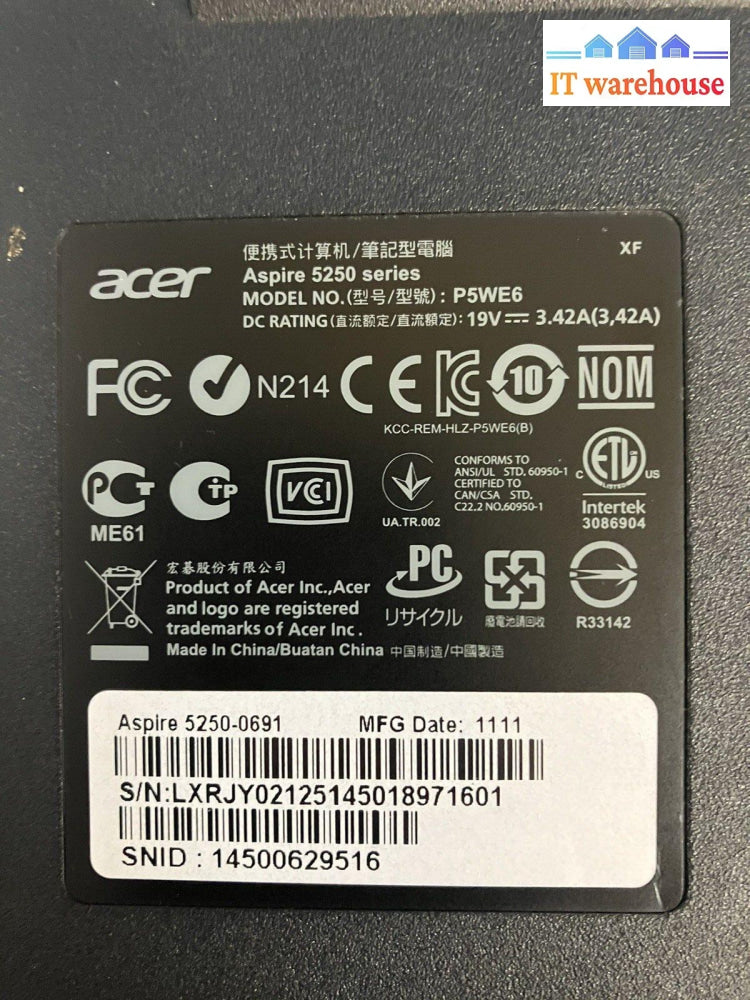 IT warehouse
便携式计算机/筆記型電腦
XF
acer
Aspire 5250 series
MODEL NO.(型号/型號) : P5WE6
DC RATING(直流额定/直流額定): 19V⎓ 3.42A(3,42A)
FC N214 CE KC 10 NOM
KCC-REM-HLZ-P5WE6(B)
PCT
ME61
CTP
VCCI
UA.TR.002
CONFORMS TO
ANSI/UL STD. 60950-1
CERTIFIED TO
CAN/CSA STD.
C22.2 NO.60950-1
C ETL US
LISTED
Intertek
3086904
宏碁股份有限公司
Product of Acer Inc.,Acer
and logo are registered
trademarks of Acer Inc.
Made In China/Buatan China 中国制造/中國製造
PC
リサイクル
廢電池請回收
R33142
Aspire 5250-0691 MFG Date: 1111
S/N:LXRJY02125145018971601
SNID : 14500629516